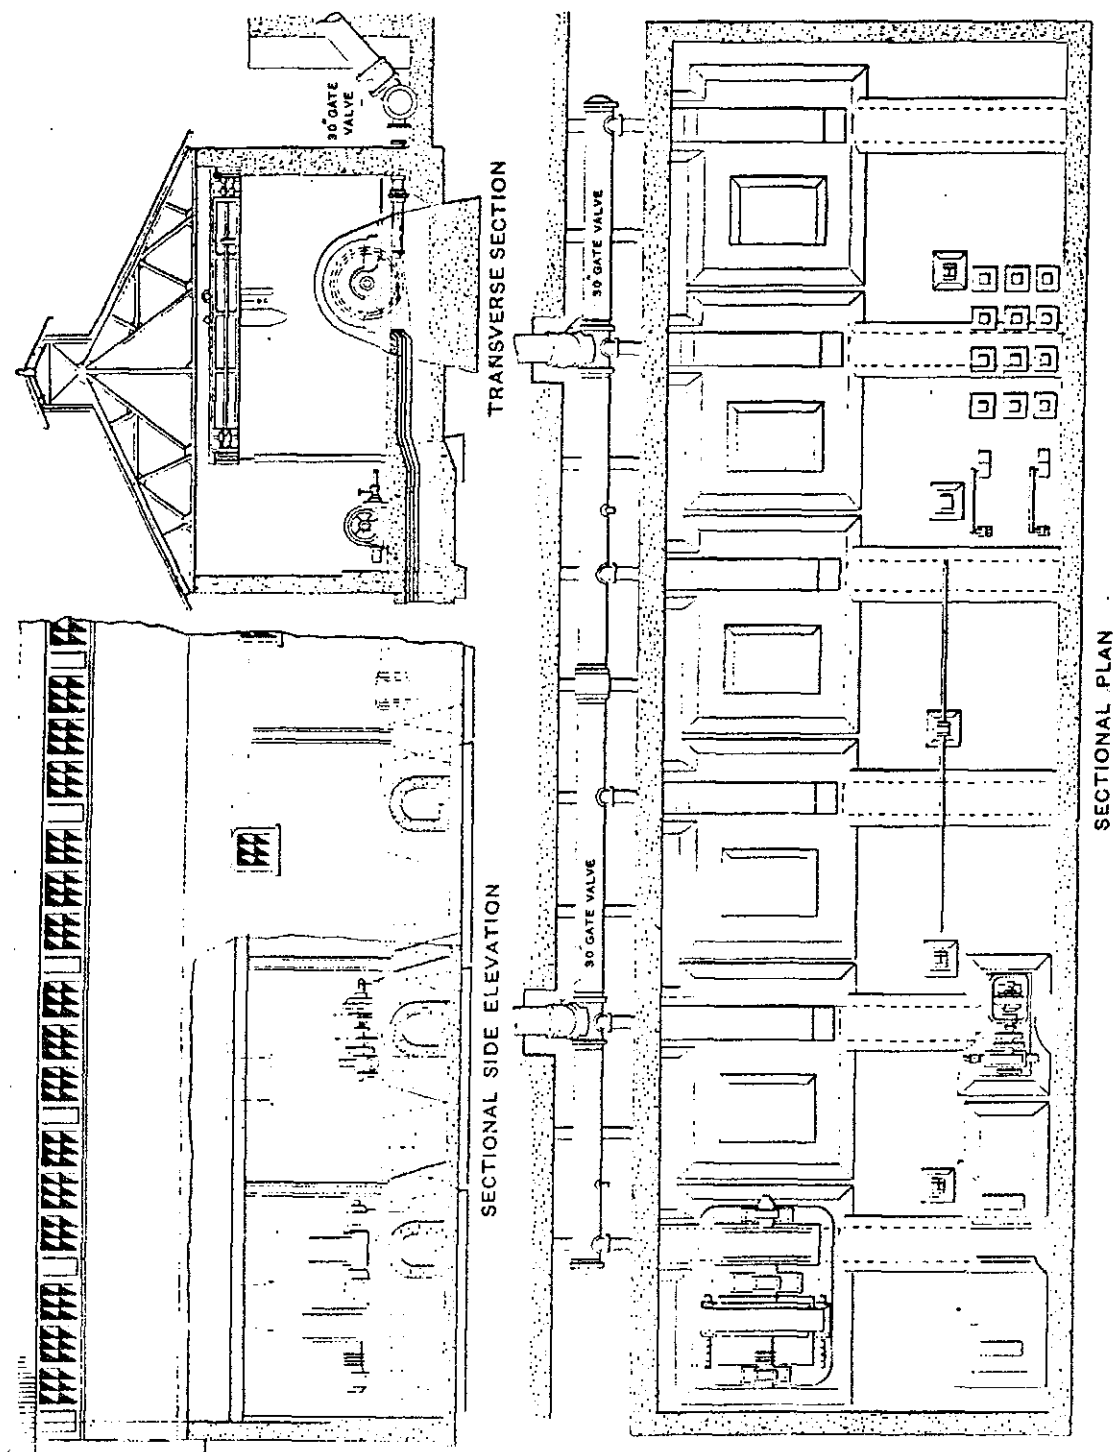 30" GATE
VALVE
TRANSVERSE SECTION
SECTIONAL SIDE ELEVATION
30" GATE VALVE
30" GATE VALVE
SECTIONAL PLAN